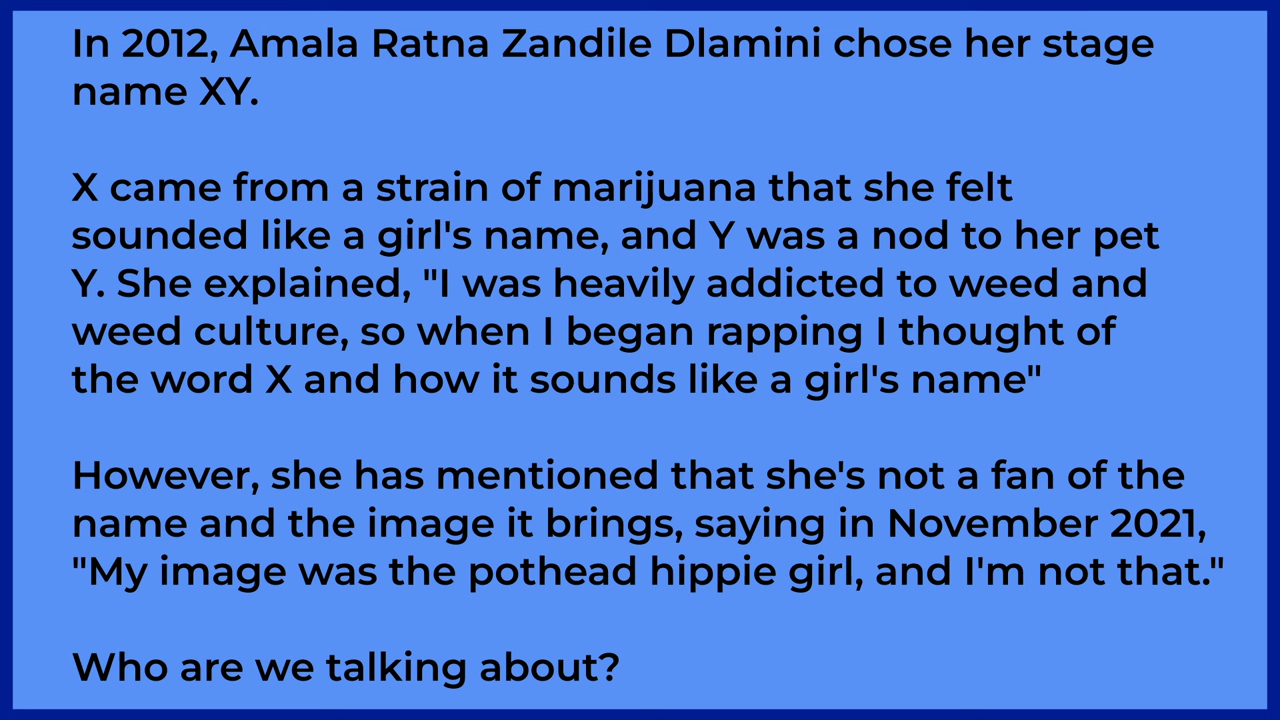 In 2012, Amala Ratna Zandile Dlamini chose her stage
name XY.
X came from a strain of marijuana that she felt
sounded like a girl's name, and Y was a nod to her pet
Y. She explained, "I was heavily addicted to weed and
weed culture, so when I began rapping I thought of
the word X and how it sounds like a girl's name"
However, she has mentioned that she's not a fan of the
name and the image it brings, saying in November 2021,
"My image was the pothead hippie girl, and I'm not that."
Who are we talking about?